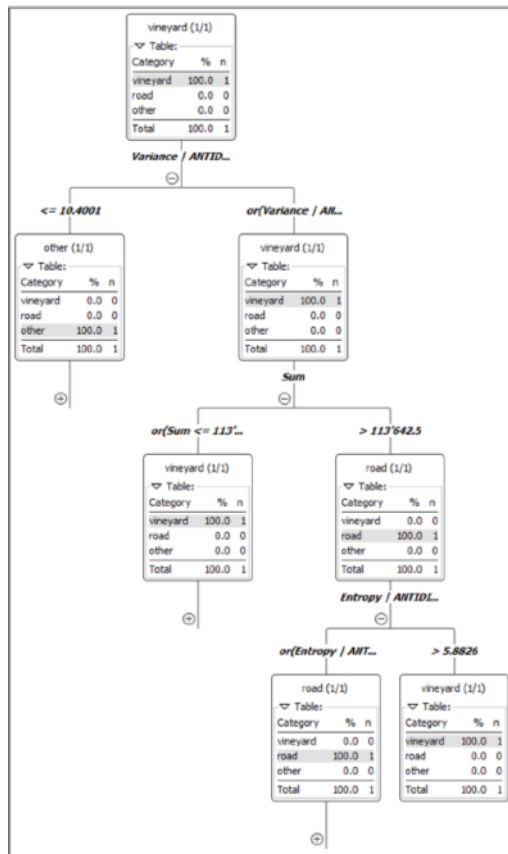 vineyard (1/1)
Table:
Category % n
vineyard 100.0 1
road 0.0 0
other 0.0 0
Total 100.0 1
Variance | ANTID...
<= 10.4001
or(Variance | AN...
other (1/1)
Table:
Category % n
vineyard 0.0 0
road 0.0 0
other 100.0 1
Total 100.0 1
vineyard (1/1)
Table:
Category % n
vineyard 100.0 1
road 0.0 0
other 0.0 0
Total 100.0 1
Sum
or(Sum <= 113'...
> 113'642.5
vineyard (1/1)
Table:
Category % n
vineyard 100.0 1
road 0.0 0
other 0.0 0
Total 100.0 1
road (1/1)
Table:
Category % n
vineyard 0.0 0
road 100.0 1
other 0.0 0
Total 100.0 1
Entropy | ANTIDI...
or(Entropy | ANT...
> 5.8826
road (1/1)
Table:
Category % n
vineyard 0.0 0
road 100.0 1
other 0.0 0
Total 100.0 1
vineyard (1/1)
Table:
Category % n
vineyard 100.0 1
road 0.0 0
other 0.0 0
Total 100.0 1